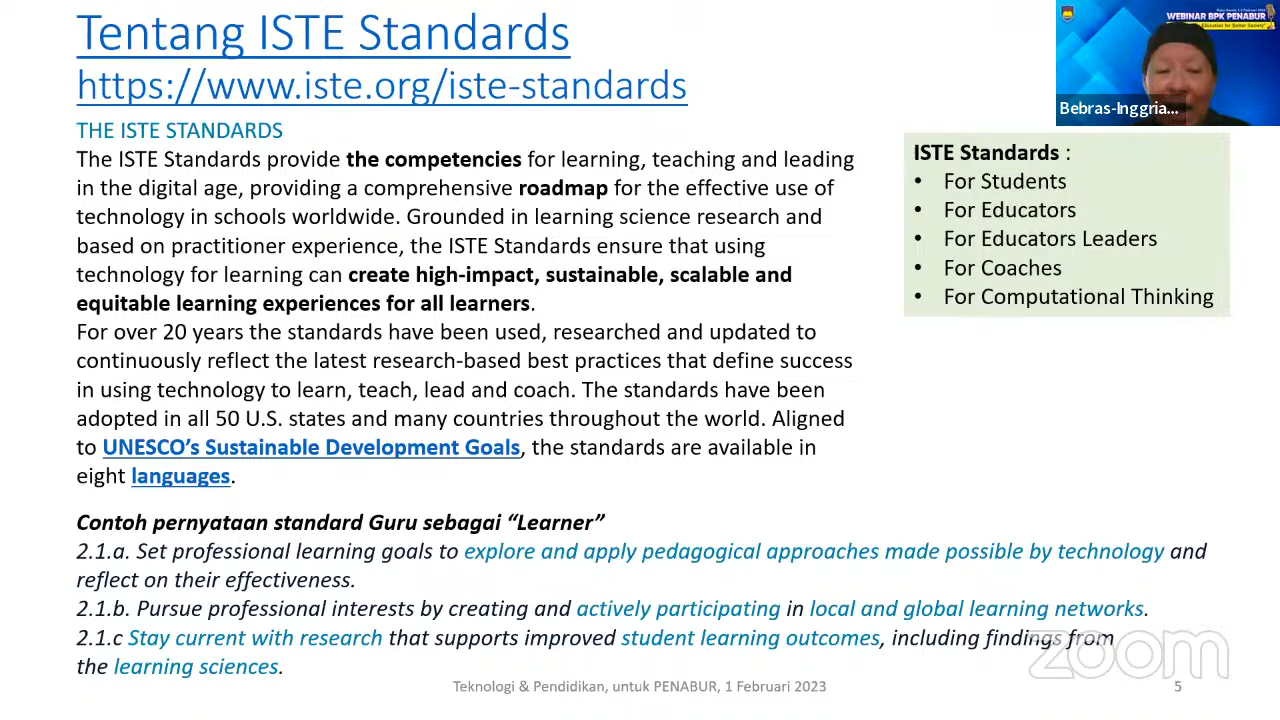 Tentang ISTE Standards
https://www.iste.org/iste-standards
THE ISTE STANDARDS
The ISTE Standards provide the competencies for learning, teaching and leading
in the digital age, providing a comprehensive roadmap for the effective use of
technology in schools worldwide. Grounded in learning science research and
based on practitioner experience, the ISTE Standards ensure that using
technology for learning can create high-impact, sustainable, scalable and
equitable learning experiences for all learners.
For over 20 years the standards have been used, researched and updated to
continuously reflect the latest research-based best practices that define success
in using technology to learn, teach, lead and coach. The standards have been
adopted in all 50 U.S. states and many countries throughout the world. Aligned
to UNESCO’s Sustainable Development Goals, the standards are available in
eight languages.
Contoh pernyataan standard Guru sebagai “Learner”
2.1.a. Set professional learning goals to explore and apply pedagogical approaches made possible by technology and
reflect on their effectiveness.
2.1.b. Pursue professional interests by creating and actively participating in local and global learning networks.
2.1.c Stay current with research that supports improved student learning outcomes, including findings from
the learning sciences.
ISTE Standards :
• For Students
• For Educators
• For Educators Leaders
• For Coaches
• For Computational Thinking
WEBINAR BPK PENABUR
Education for Better Society
Bebras-Inggria...
zoom
Teknologi & Pendidikan, untuk PENABUR, 1 Februari 2023
5